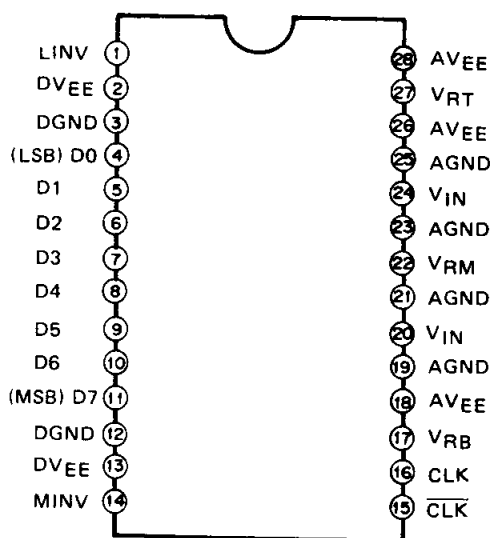 LINV 1
DVEE 2
DGND 3
(LSB) D0 4
D1 5
D2 6
D3 7
D4 8
D5 9
D6 10
(MSB) D7 11
DGND 12
DVEE 13
MINV 14
28 AVEE
27 VRT
26 AVEE
25 AGND
24 VIN
23 AGND
22 VRM
21 AGND
20 VIN
19 AGND
18 AVEE
17 VRB
16 CLK
15 C̅L̅K̅